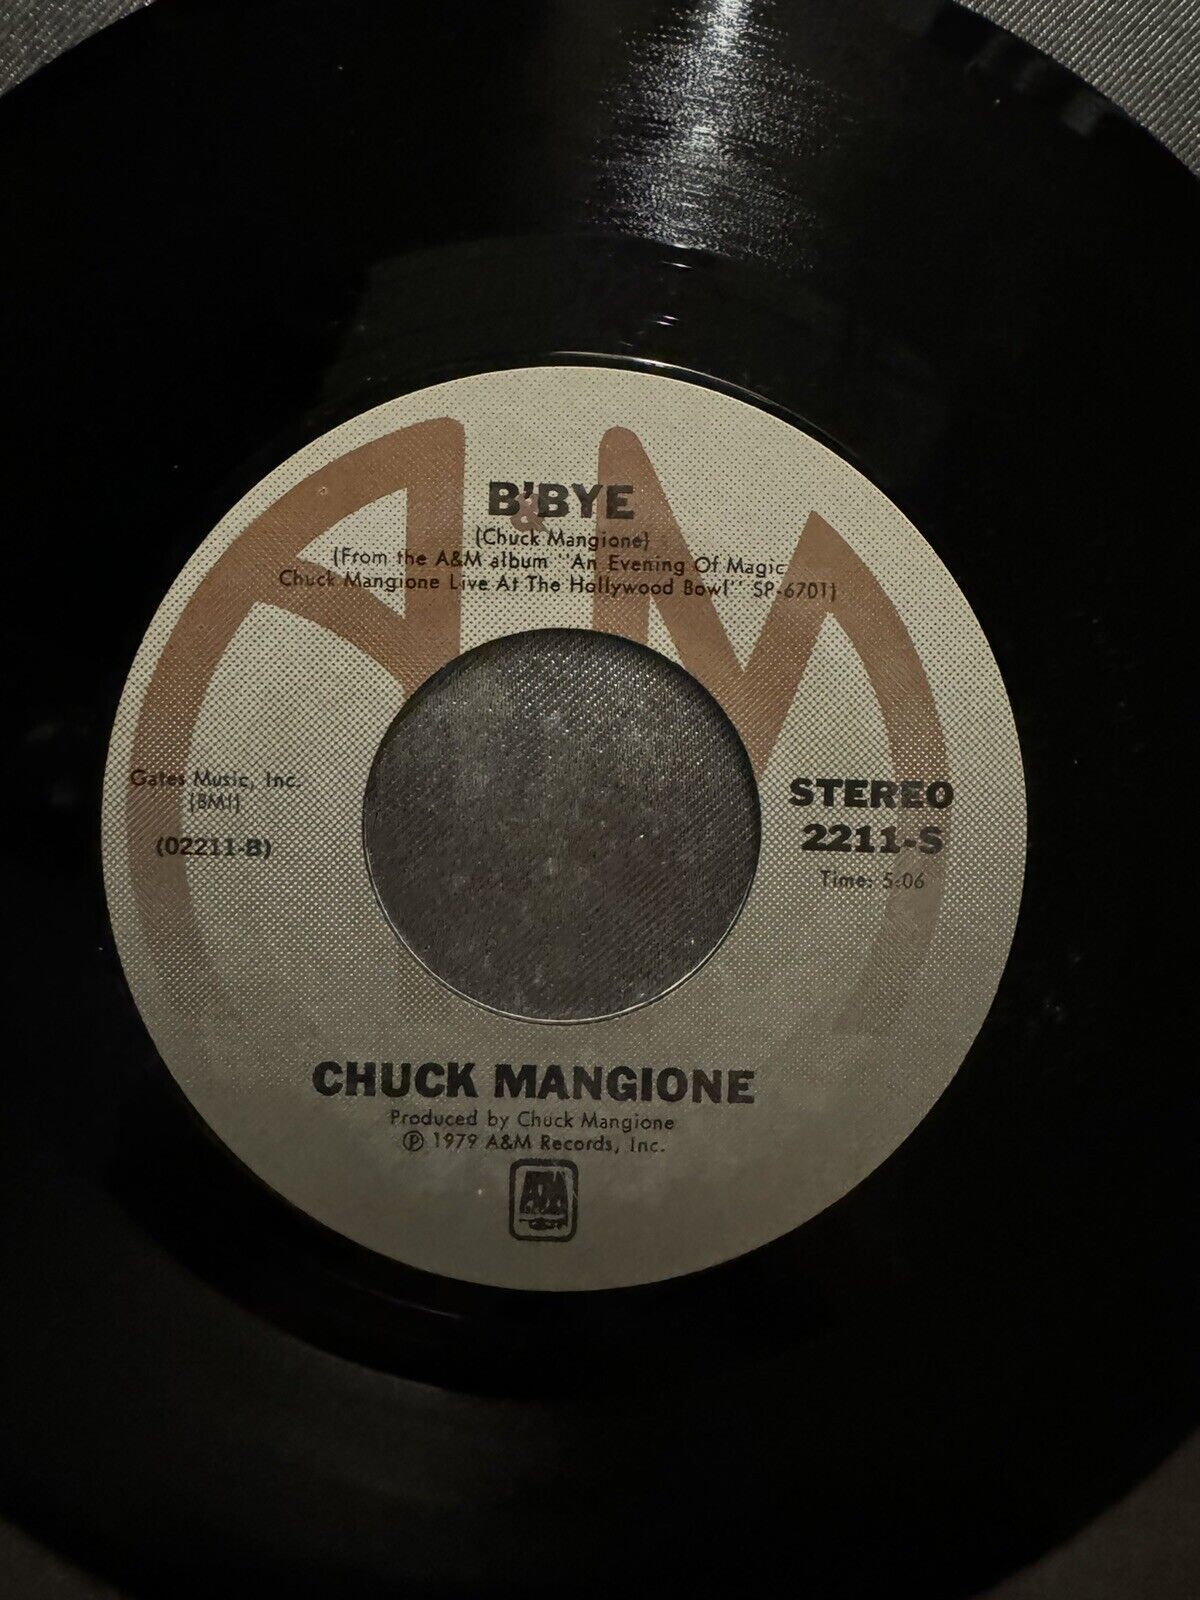 B'BYE
(Chuck Mangione)
(From the A&M album "An Evening Of Magic
Chuck Mangione Live At The Hollywood Bowl" SP-6701)
Gates Music, Inc.
(BMI)
(02211-B)
STEREO
2211-S
Time: 5:06
CHUCK MANGIONE
Produced by Chuck Mangione
℗ 1979 A&M Records, Inc.
A&M